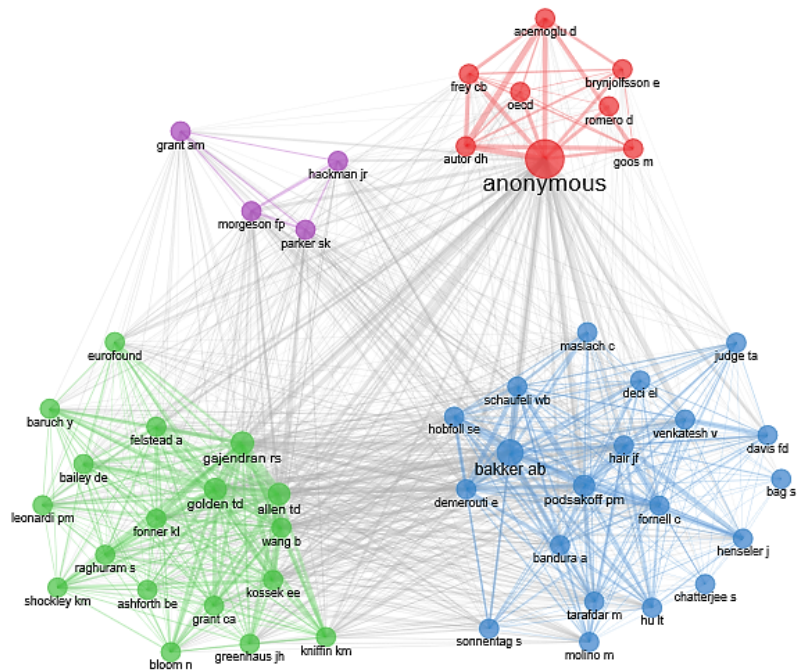 acemoglu d
frey cb
brynjolfsson e
oecd
romero d
autor dh
goos m
anonymous
grant am
hackman jr
morgeson fp
parker sk
eurofound
maslach c
judge ta
baruch y
felstead a
schaufeli wb
deci el
hobfoll se
venkatesh v
gajendran rs
hair jf
davis fd
bailey de
bakker ab
golden td
bag s
leonardi pm
allen td
demerouti e
podsakoff pm
fonner kl
fornell c
wang b
henseler j
raghuram s
bandura a
shockley km
ashforth be
kossek ee
chatterjee s
grant ca
tarafdar m
hu lt
bloom n
greenhaus jh
kniffin km
sonnentag s
molino m